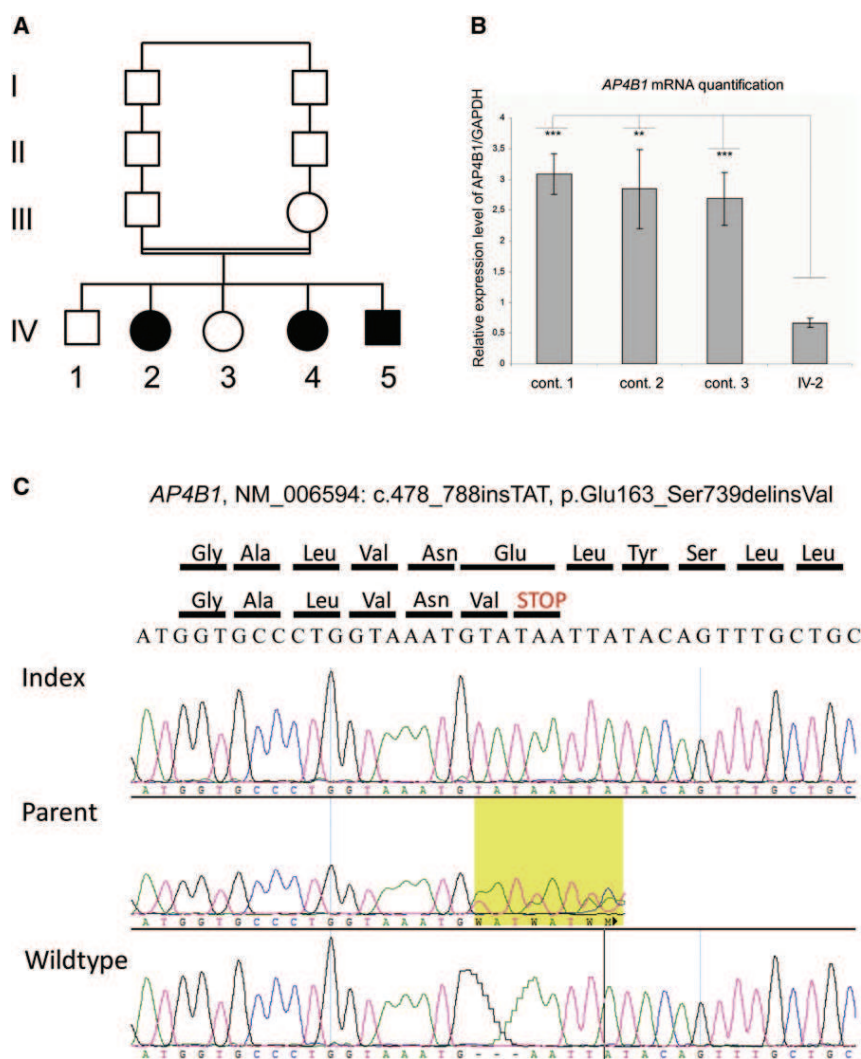 A
I
II
III
IV
1 2 3 4 5
B
AP4B1 mRNA quantification
Relative expression level of AP4B1/GAPDH
4
3,5
3
2,5
2
1,5
1
0,5
0
*** ** ***
cont. 1 cont. 2 cont. 3 IV-2
C
AP4B1, NM_006594: c.478_788insTAT, p.Glu163_Ser739delinsVal
Gly Ala Leu Val Asn Glu Leu Tyr Ser Leu Leu
Gly Ala Leu Val Asn Val STOP
ATGGTGCCCTGGTAAATGTATAATTATACAGTTTGCTGC
Index
ATGGTGCCCTGGTAAATGTATAATTATACAGTTTGCTGC
Parent
ATGGTGCCCTGGTAAATGWATWATWM
Wildtype
ATGGTGCCCTGGTAAATG---AATTATACAGTTTGCTGC